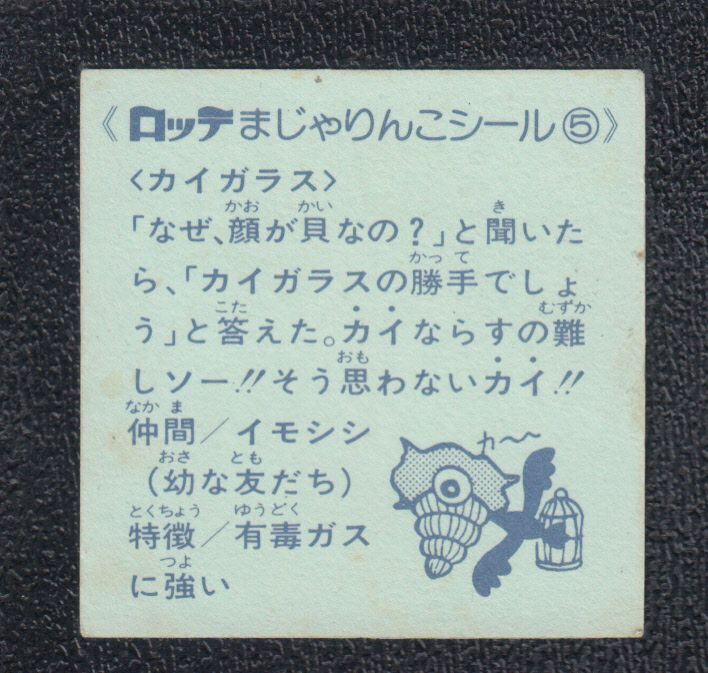 《ロッテまじゃりんこシール⑤》
〈カイガラス〉
「なぜ、顔が貝なの?」と聞いた
ら、「カイガラスの勝手でしょ
う」と答えた。カイならすの難
しソー!!そう思わないカイ!!
仲間/イモシシ
(幼な友だち)
特徴/有毒ガス
に強い
カ〜〜